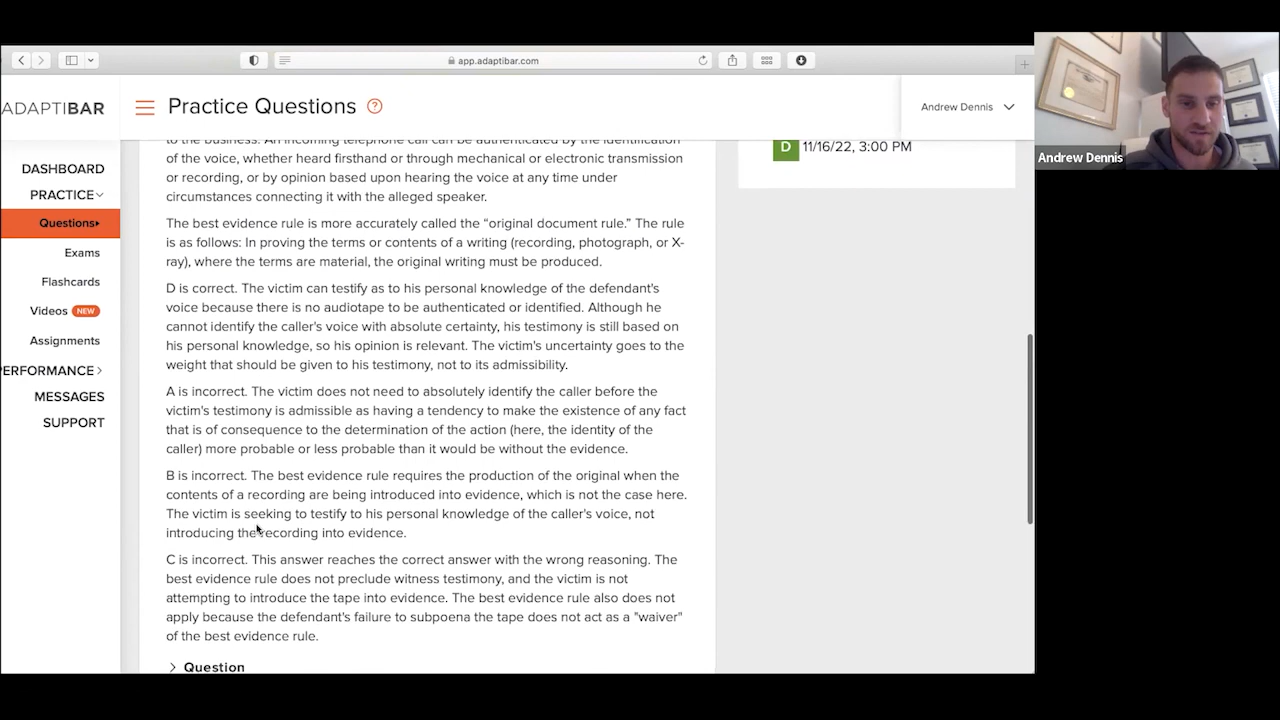 app.adaptibar.com
ADAPTIBAR
Practice Questions ?
Andrew Dennis
DASHBOARD
PRACTICE
Questions
Exams
Flashcards
Videos NEW
Assignments
PERFORMANCE
MESSAGES
SUPPORT
to the business. An incoming telephone call can be authenticated by the identification
of the voice, whether heard firsthand or through mechanical or electronic transmission
or recording, or by opinion based upon hearing the voice at any time under
circumstances connecting it with the alleged speaker.
The best evidence rule is more accurately called the “original document rule.” The rule
is as follows: In proving the terms or contents of a writing (recording, photograph, or X-
ray), where the terms are material, the original writing must be produced.
D is correct. The victim can testify as to his personal knowledge of the defendant's
voice because there is no audiotape to be authenticated or identified. Although he
cannot identify the caller's voice with absolute certainty, his testimony is still based on
his personal knowledge, so his opinion is relevant. The victim's uncertainty goes to the
weight that should be given to his testimony, not to its admissibility.
A is incorrect. The victim does not need to absolutely identify the caller before the
victim's testimony is admissible as having a tendency to make the existence of any fact
that is of consequence to the determination of the action (here, the identity of the
caller) more probable or less probable than it would be without the evidence.
B is incorrect. The best evidence rule requires the production of the original when the
contents of a recording are being introduced into evidence, which is not the case here.
The victim is seeking to testify to his personal knowledge of the caller's voice, not
introducing the recording into evidence.
C is incorrect. This answer reaches the correct answer with the wrong reasoning. The
best evidence rule does not preclude witness testimony, and the victim is not
attempting to introduce the tape into evidence. The best evidence rule also does not
apply because the defendant's failure to subpoena the tape does not act as a "waiver"
of the best evidence rule.
Question
D 11/16/22, 3:00 PM
Andrew Dennis